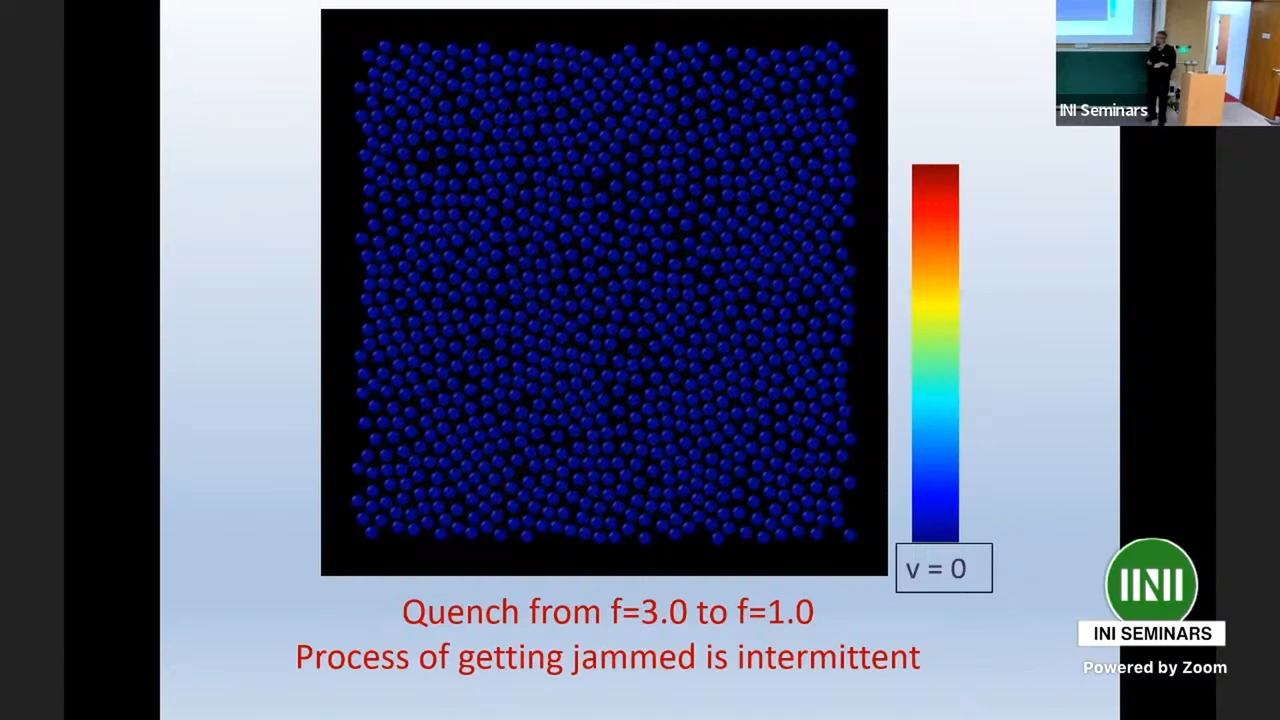 INI Seminars
v = 0
Quench from f=3.0 to f=1.0
Process of getting jammed is intermittent
INI
INI SEMINARS
Powered by Zoom